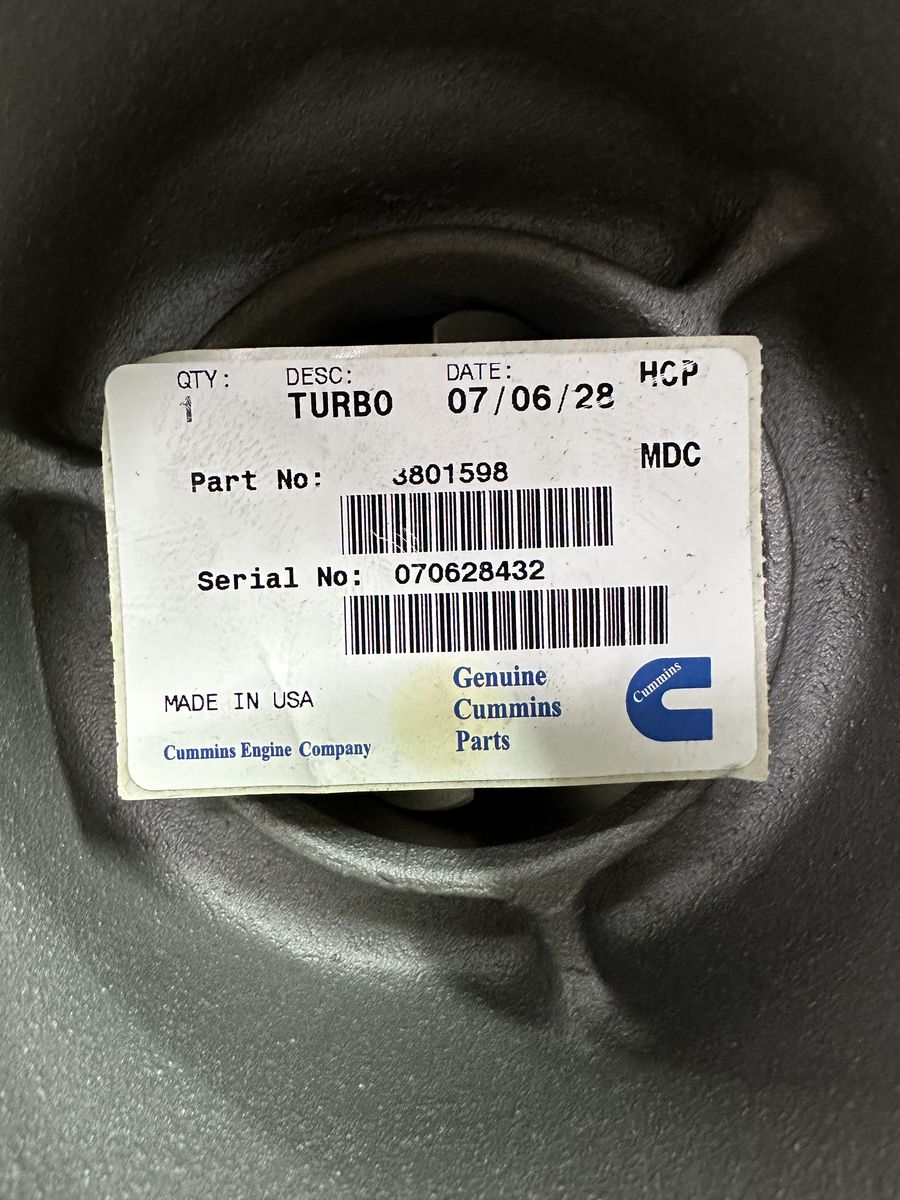 QTY: DESC: DATE: HCP
1 TURBO 07/06/28
MDC
Part No: 3801598
Serial No: 070628432
MADE IN USA
Cummins Engine Company
Genuine
Cummins
Parts
Cummins